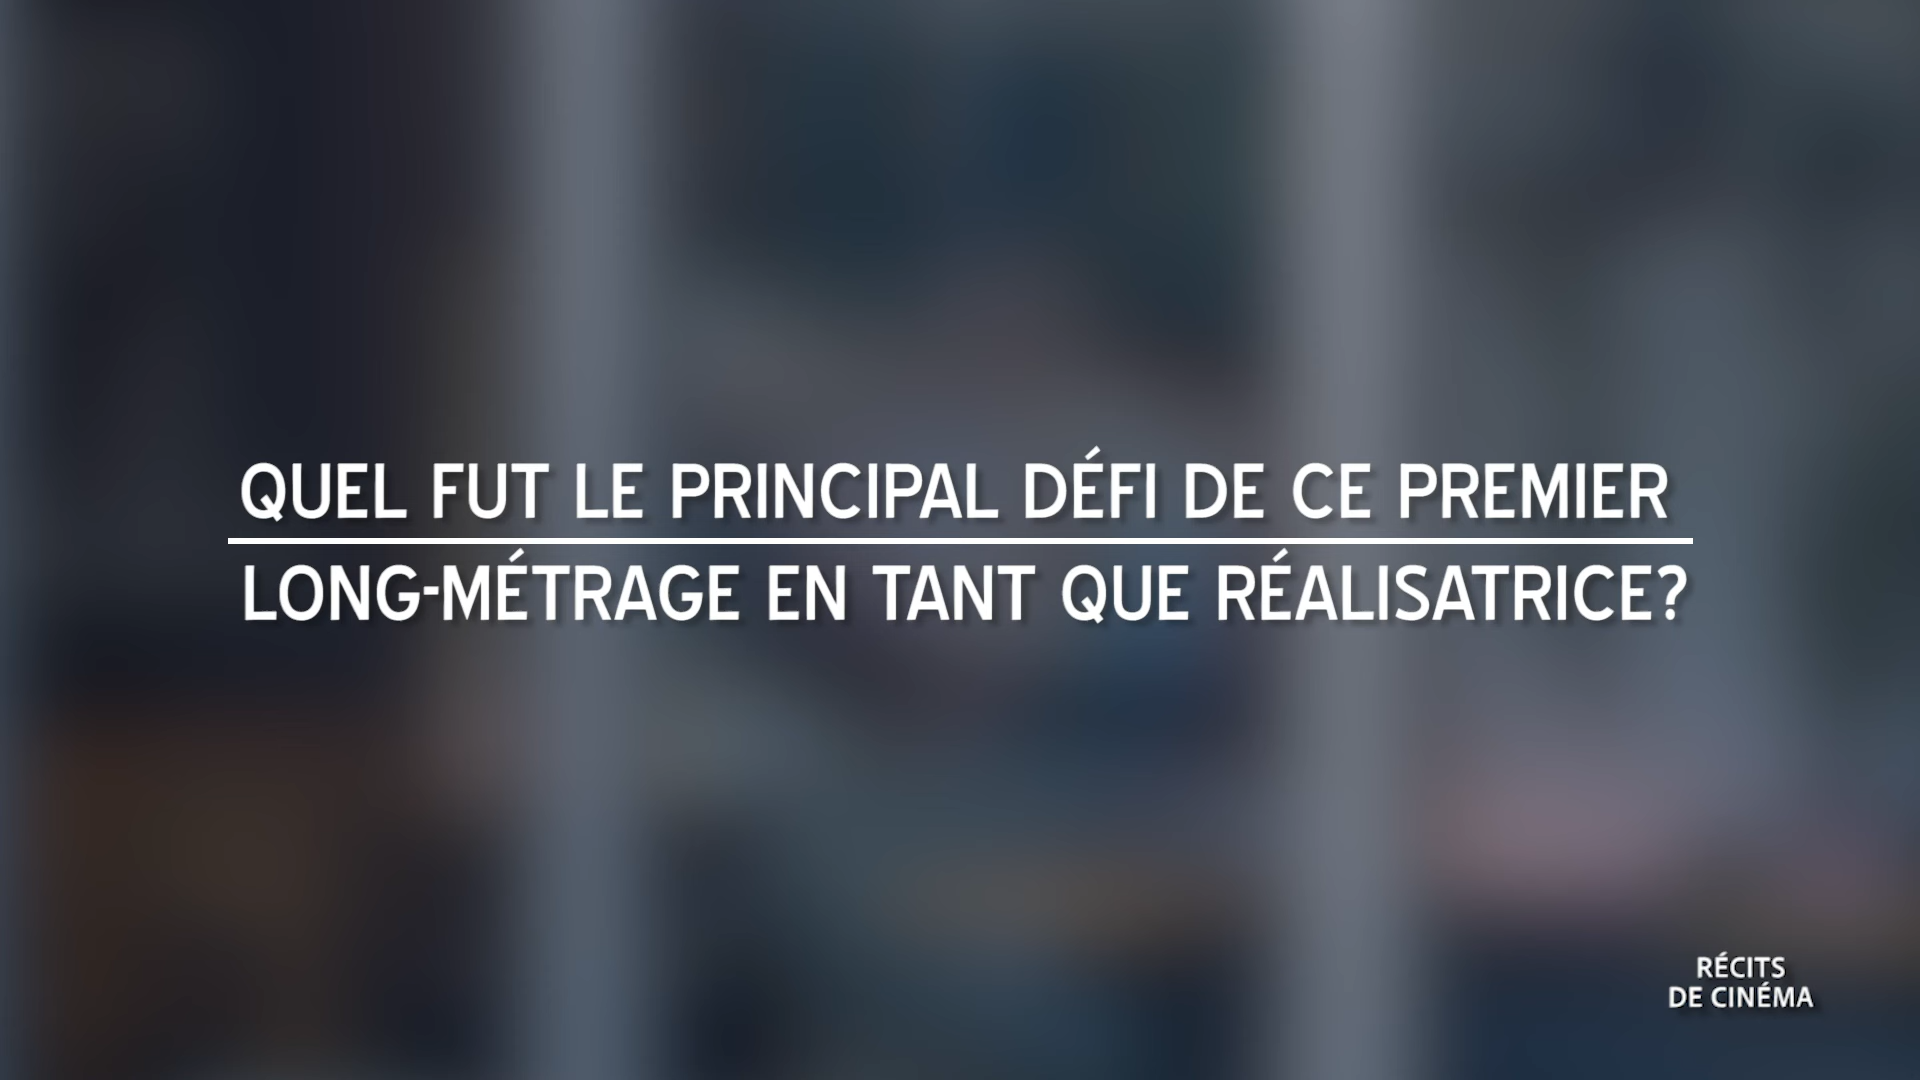 QUEL FUT LE PRINCIPAL DÉFI DE CE PREMIER
LONG-MÉTRAGE EN TANT QUE RÉALISATRICE?
RÉCITS
DE CINÉMA